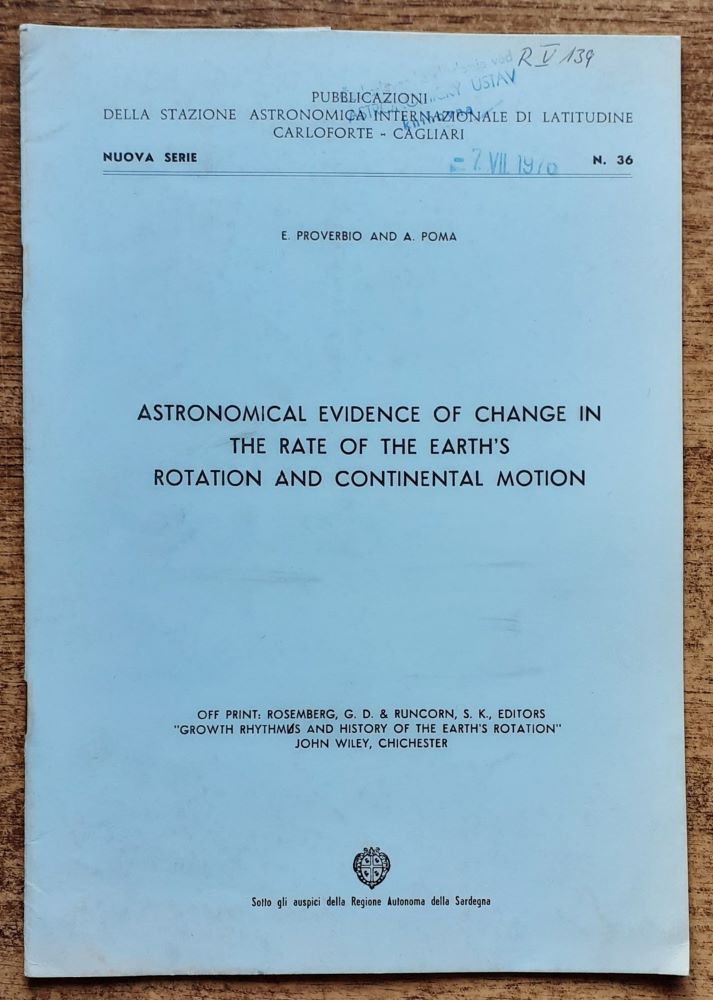 R V 139
ASTRONOMICKÝ ÚSTAV
knihovna
PUBBLICAZIONI
DELLA STAZIONE ASTRONOMICA INTERNAZIONALE DI LATITUDINE
CARLOFORTE - CAGLIARI
- 7. VII. 1976
NUOVA SERIE N. 36
E. PROVERBIO AND A. POMA
ASTRONOMICAL EVIDENCE OF CHANGE IN
THE RATE OF THE EARTH'S
ROTATION AND CONTINENTAL MOTION
OFF PRINT: ROSEMBERG, G. D. & RUNCORN, S. K., EDITORS
"GROWTH RHYTHMUS AND HISTORY OF THE EARTH'S ROTATION"
JOHN WILEY, CHICHESTER
Sotto gli auspici della Regione Autonoma della Sardegna